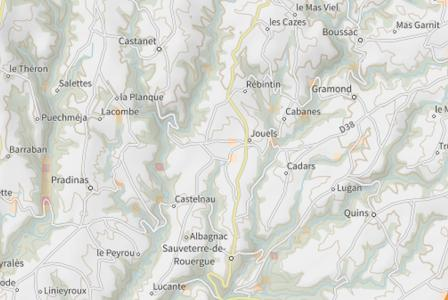 le Mas Viel
les Cazes
Mas Garnit
Boussac
Castanet
le Théron
Salettes
Rebintin
Gramond
la Planque
Puechméja
Lacombe
Cabanes
Jouels
D38
Barraban
Cadars
Pradinas
Lugan
Castelnau
Quins
Albagnac
Sauveterre-de-
Rouergue
le Peyrou
Linieyroux
Lucante